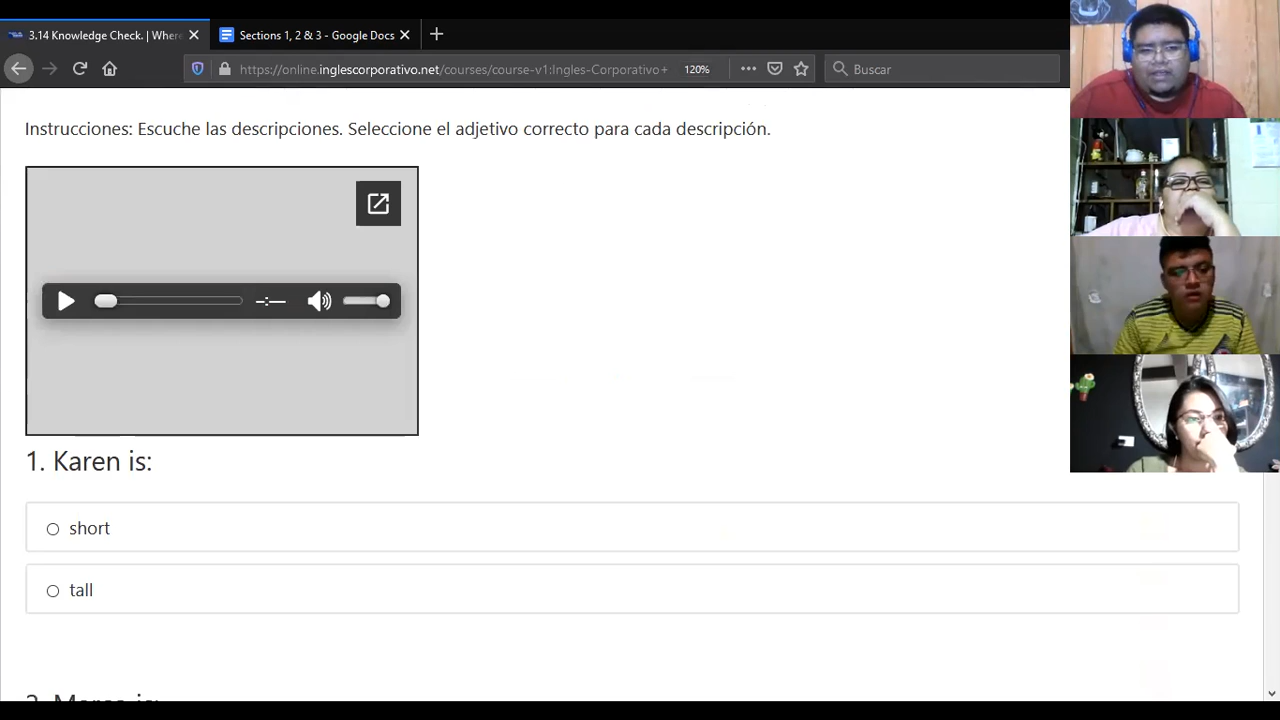 3.14 Knowledge Check. | Where
Sections 1, 2 & 3 - Google Docs
https://online.inglescorporativo.net/courses/course-v1:Ingles-Corporativo+
120%
Buscar
Instrucciones: Escuche las descripciones. Seleccione el adjetivo correcto para cada descripción.
--:--
1. Karen is:
short
tall